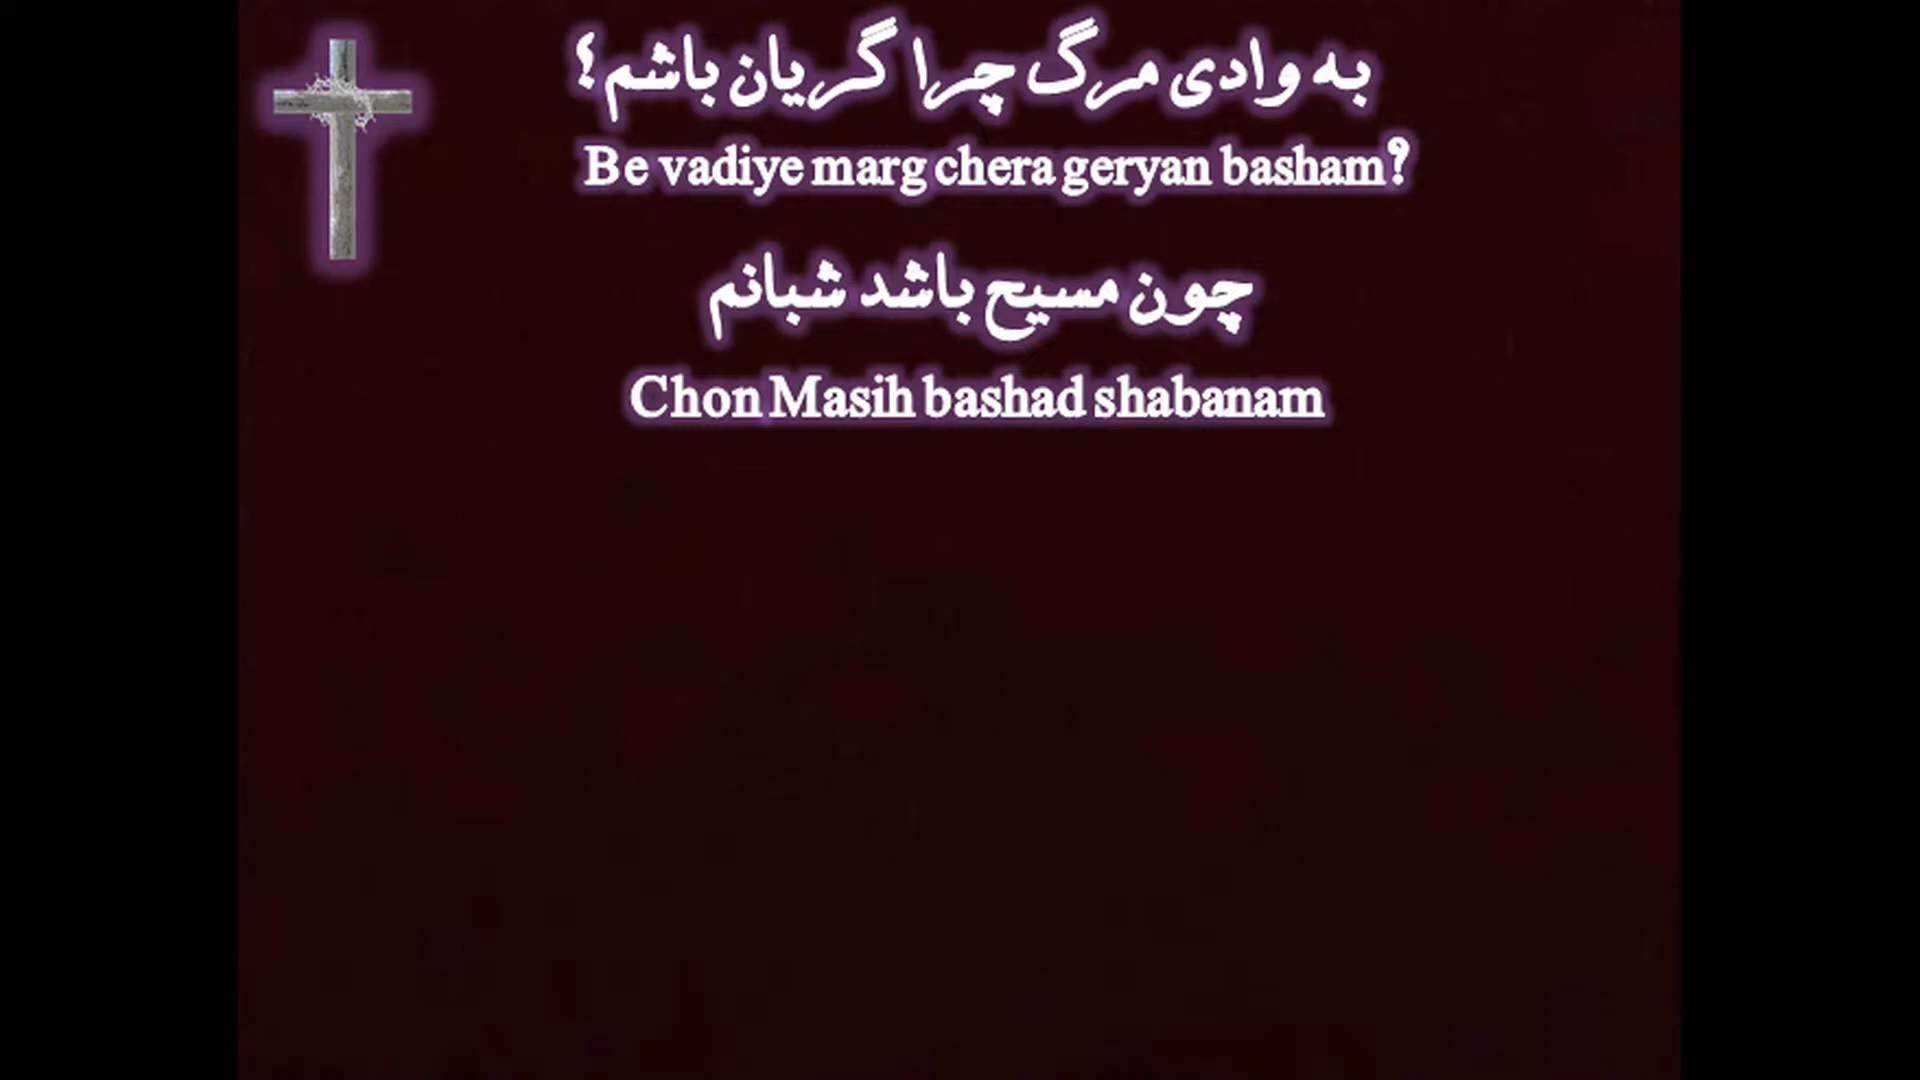 به وادی مرگ چرا گریان باشم؟
Be vadiye marg chera geryan basham?
چون مسیح باشد شبانم
Chon Masih bashad shabanam